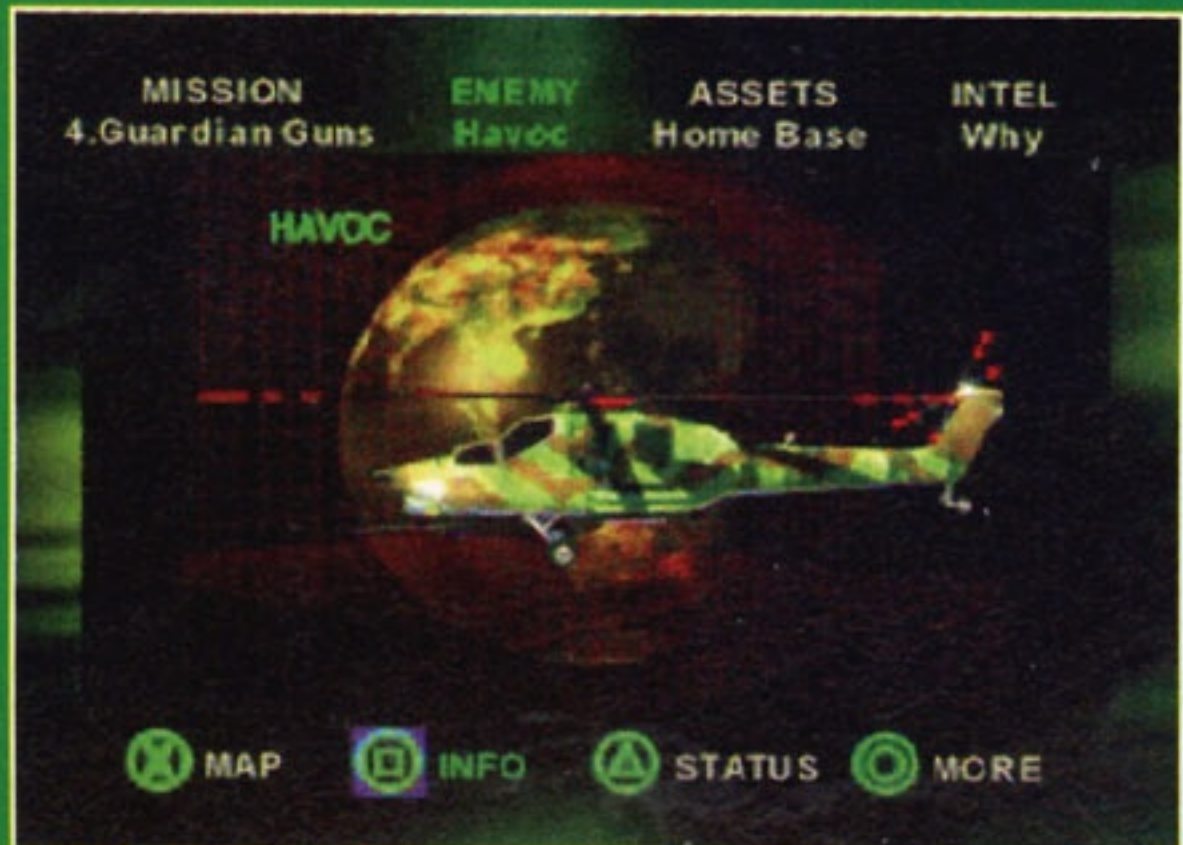 MISSION ENEMY ASSETS INTEL
4.Guardian Guns Havoc Home Base Why
HAVOC
MAP INFO STATUS MORE